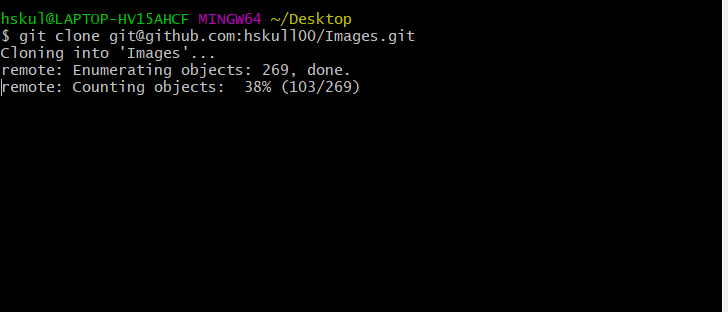 hskul@LAPTOP-HV15AHCF MINGW64 ~/Desktop
$ git clone git@github.com:hskull00/Images.git
Cloning into 'Images'...
remote: Enumerating objects: 269, done.
remote: Counting objects:  38% (103/269)